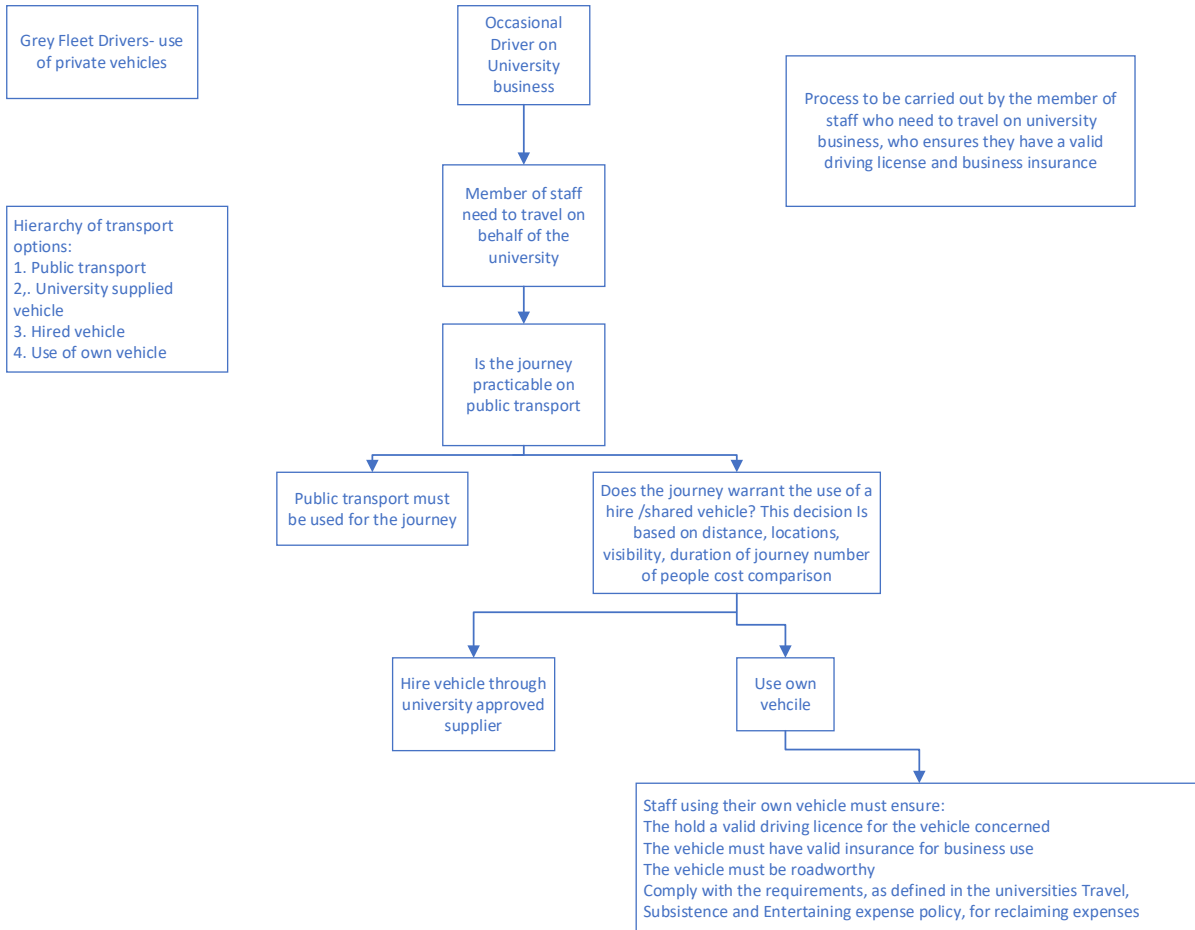 Grey Fleet Drivers- use
of private vehicles
Occasional
Driver on
University
business
Process to be carried out by the member of
staff who need to travel on university
business, who ensures they have a valid
driving license and business insurance
Member of staff
need to travel on
behalf of the
university
Hierarchy of transport
options:
1. Public transport
2,. University supplied
vehicle
3. Hired vehicle
4. Use of own vehicle
Is the journey
practicable on
public transport
Public transport must
be used for the journey
Does the journey warrant the use of a
hire /shared vehicle? This decision Is
based on distance, locations,
visibility, duration of journey number
of people cost comparison
Hire vehicle through
university approved
supplier
Use own
vehcile
Staff using their own vehicle must ensure:
The hold a valid driving licence for the vehicle concerned
The vehicle must have valid insurance for business use
The vehicle must be roadworthy
Comply with the requirements, as defined in the universities Travel,
Subsistence and Entertaining expense policy, for reclaiming expenses